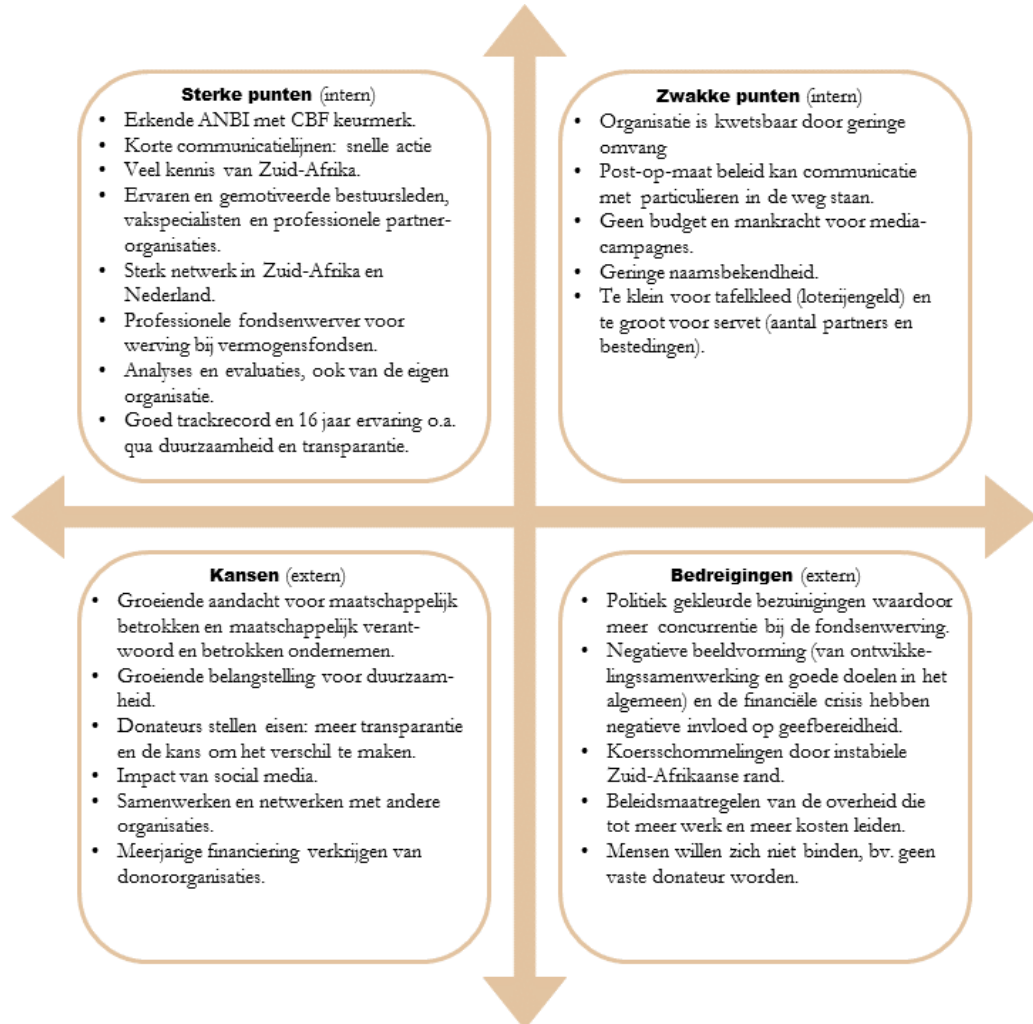 Sterke punten (intern)
• Erkende ANBI met CBF keurmerk.
• Korte communicatielijnen: snelle actie
• Veel kennis van Zuid-Afrika.
• Ervaren en gemotiveerde bestuursleden,
vakspecialisten en professionele partner-
organisaties.
• Sterk netwerk in Zuid-Afrika en
Nederland.
• Professionele fondsenwerver voor
werving bij vermogensfondsen.
• Analyses en evaluaties, ook van de eigen
organisatie.
• Goed trackrecord en 16 jaar ervaring o.a.
qua duurzaamheid en transparantie.
Zwakke punten (intern)
• Organisatie is kwetsbaar door geringe
omvang
• Post-op-maat beleid kan communicatie
met particulieren in de weg staan.
• Geen budget en mankracht voor media-
campagnes.
• Geringe naamsbekendheid.
• Te klein voor tafelkleed (loterijengeld) en
te groot voor servet (aantal partners en
bestedingen).
Kansen (extern)
• Groeiende aandacht voor maatschappelijk
betrokken en maatschappelijk verant-
woord en betrokken ondernemen.
• Groeiende belangstelling voor duurzaam-
heid.
• Donateurs stellen eisen: meer transparantie
en de kans om het verschil te maken.
• Impact van social media.
• Samenwerken en netwerken met andere
organisaties.
• Meerjarige financiering verkrijgen van
donororganisaties.
Bedreigingen (extern)
• Politiek gekleurde bezuinigingen waardoor
meer concurrentie bij de fondsenwerving.
• Negatieve beeldvorming (van ontwikke-
lingssamenwerking en goede doelen in het
algemeen) en de financiële crisis hebben
negatieve invloed op geefbereidheid.
• Koersschommelingen door instabiele
Zuid-Afrikaanse rand.
• Beleidsmaatregelen van de overheid die
tot meer werk en meer kosten leiden.
• Mensen willen zich niet binden, bv. geen
vaste donateur worden.